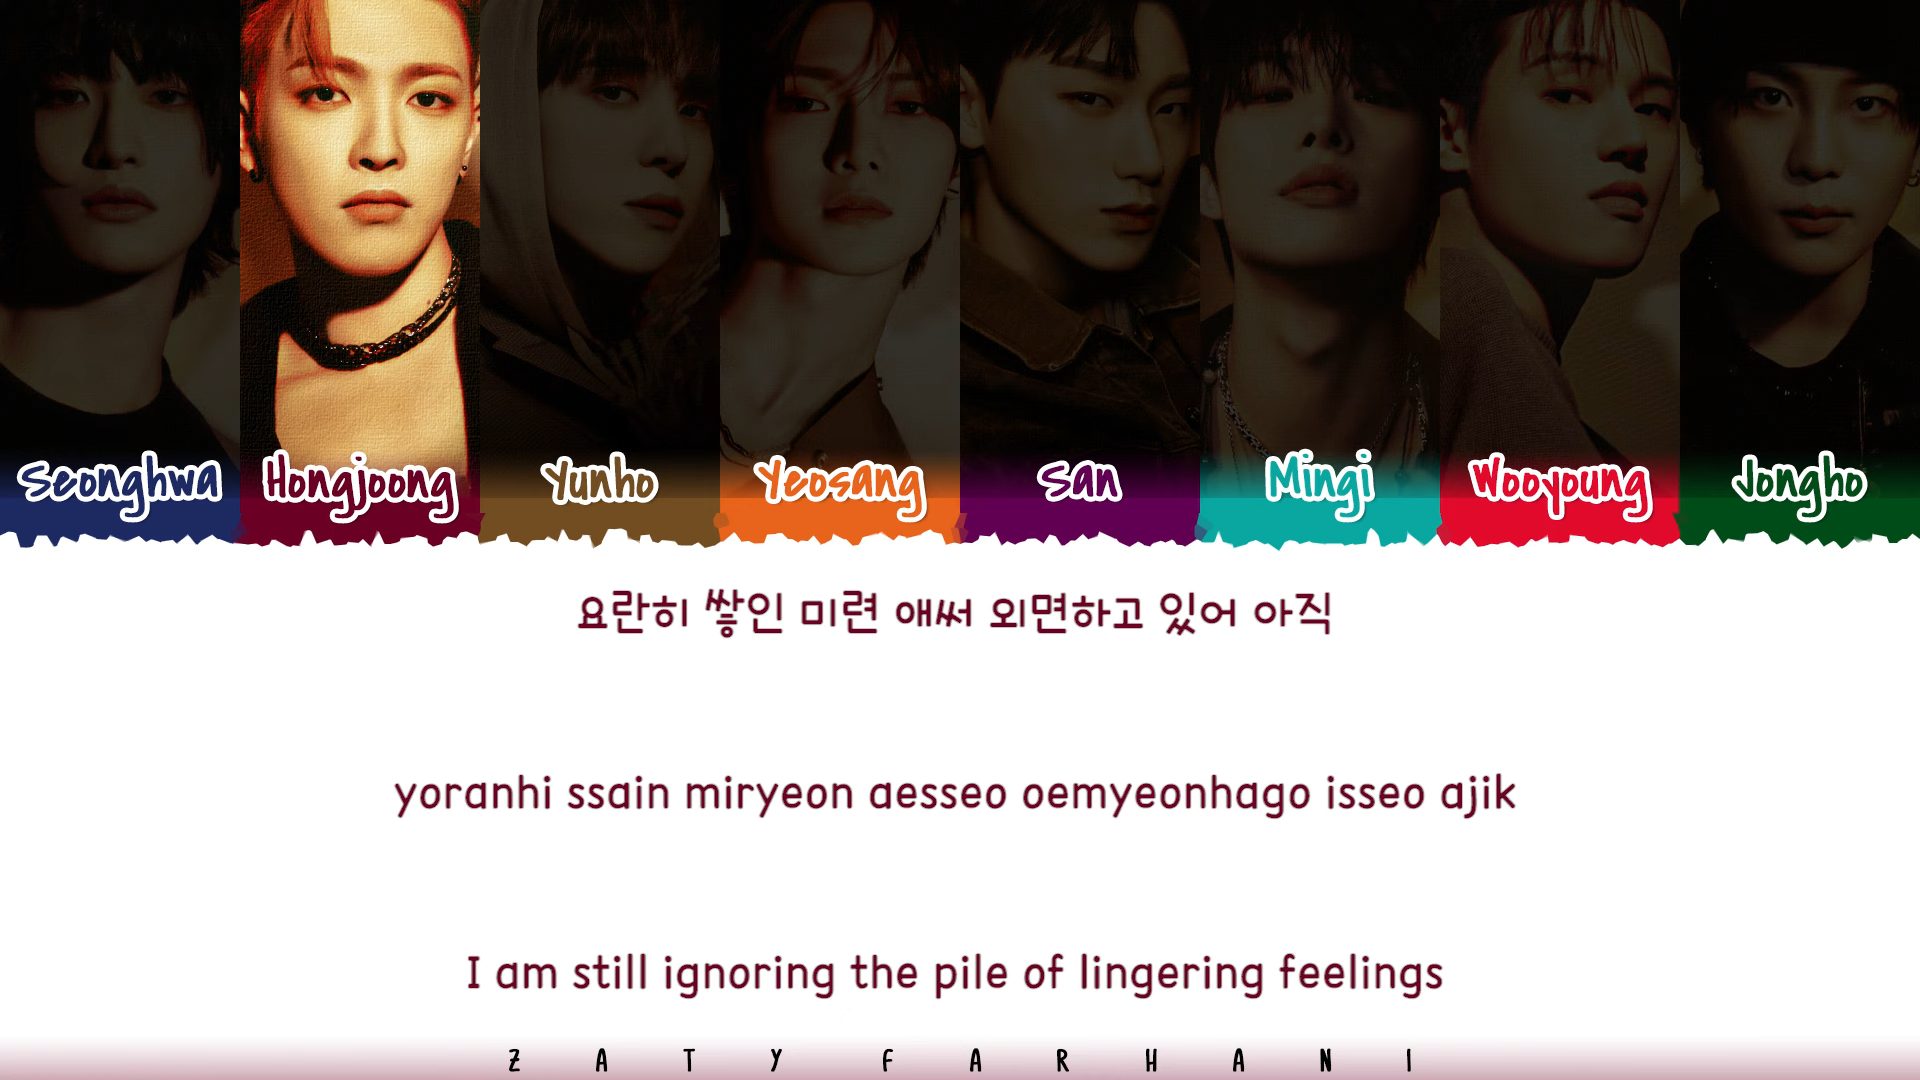 Seonghwa Hongjoong Yunho Yeosang San Mingi Wooyoung Jongho
요란히 쌓인 미련 애써 외면하고 있어 아직
yoranhi ssain miryeon aesseo oemyeonhago isseo ajik
I am still ignoring the pile of lingering feelings
ZATY FARHANI